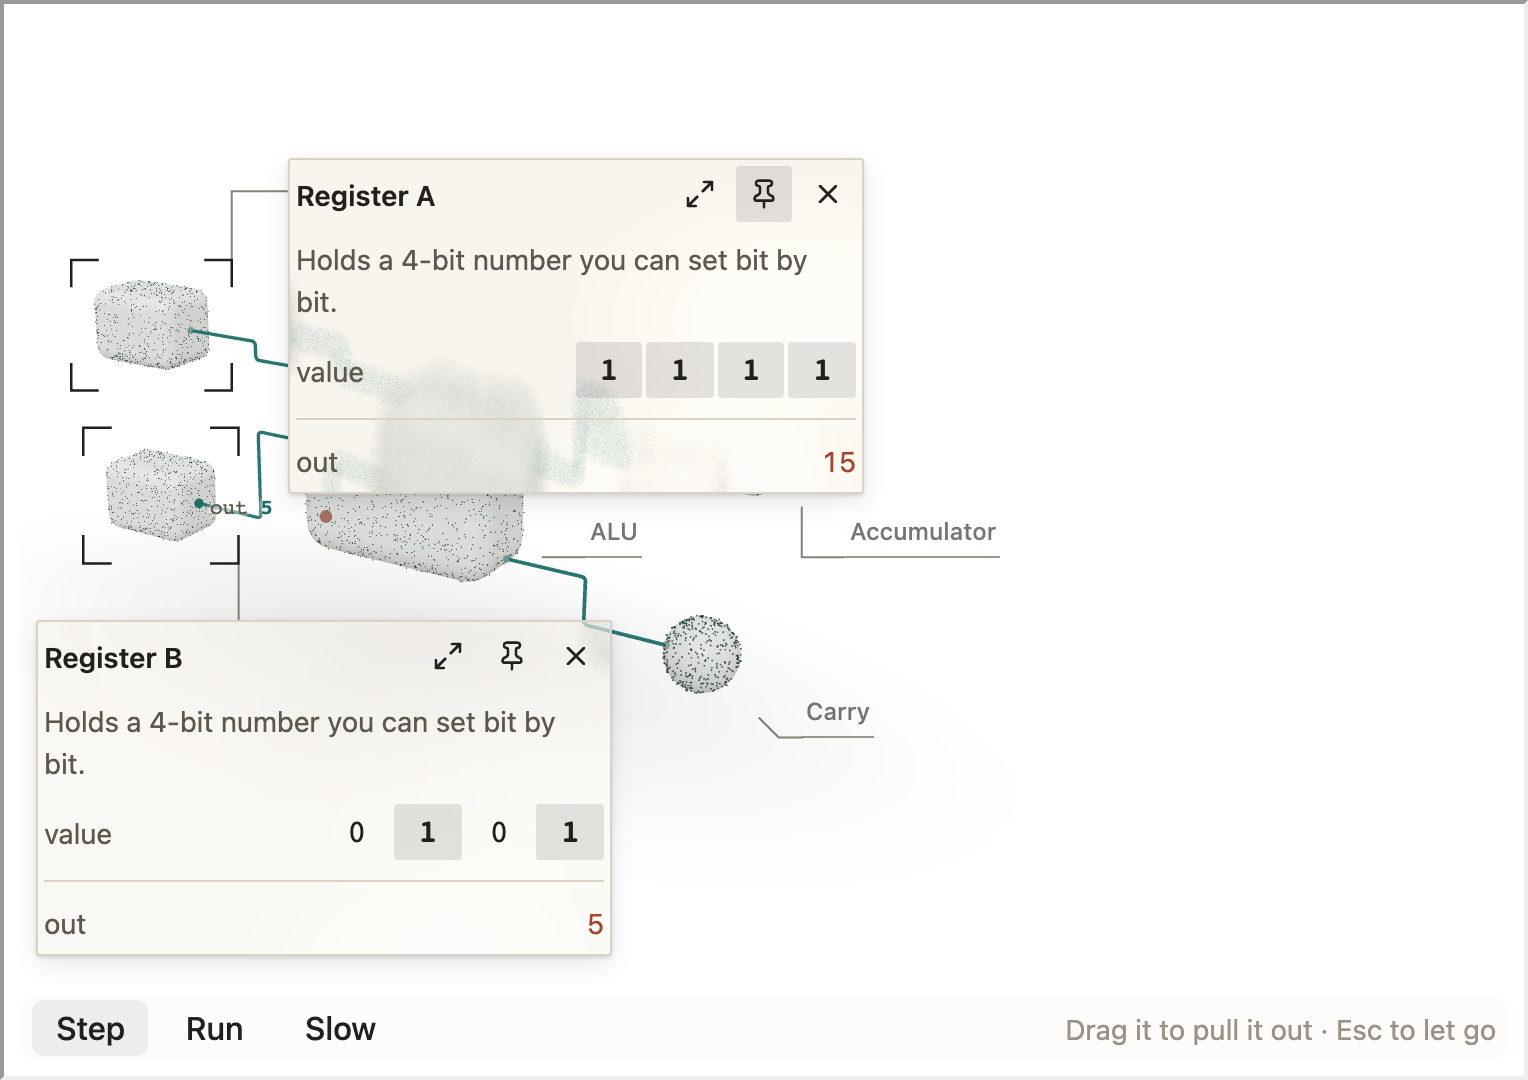 Register A
Holds a 4-bit number you can set bit by
bit.
value 1 1 1 1
out 15
out 5
ALU
Accumulator
Carry
Register B
Holds a 4-bit number you can set bit by
bit.
value 0 1 0 1
out 5
Step Run Slow
Drag it to pull it out · Esc to let go